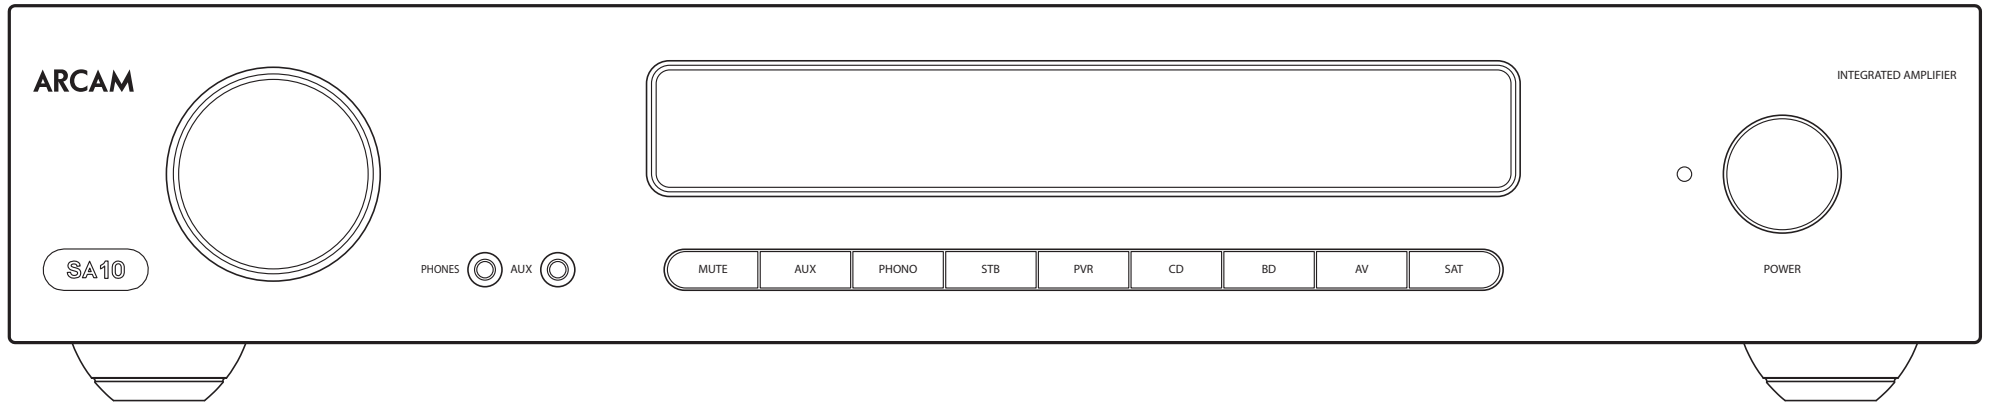 ARCAM
INTEGRATED AMPLIFIER
SA10
PHONES AUX
MUTE AUX PHONO STB PVR CD BD AV SAT
POWER